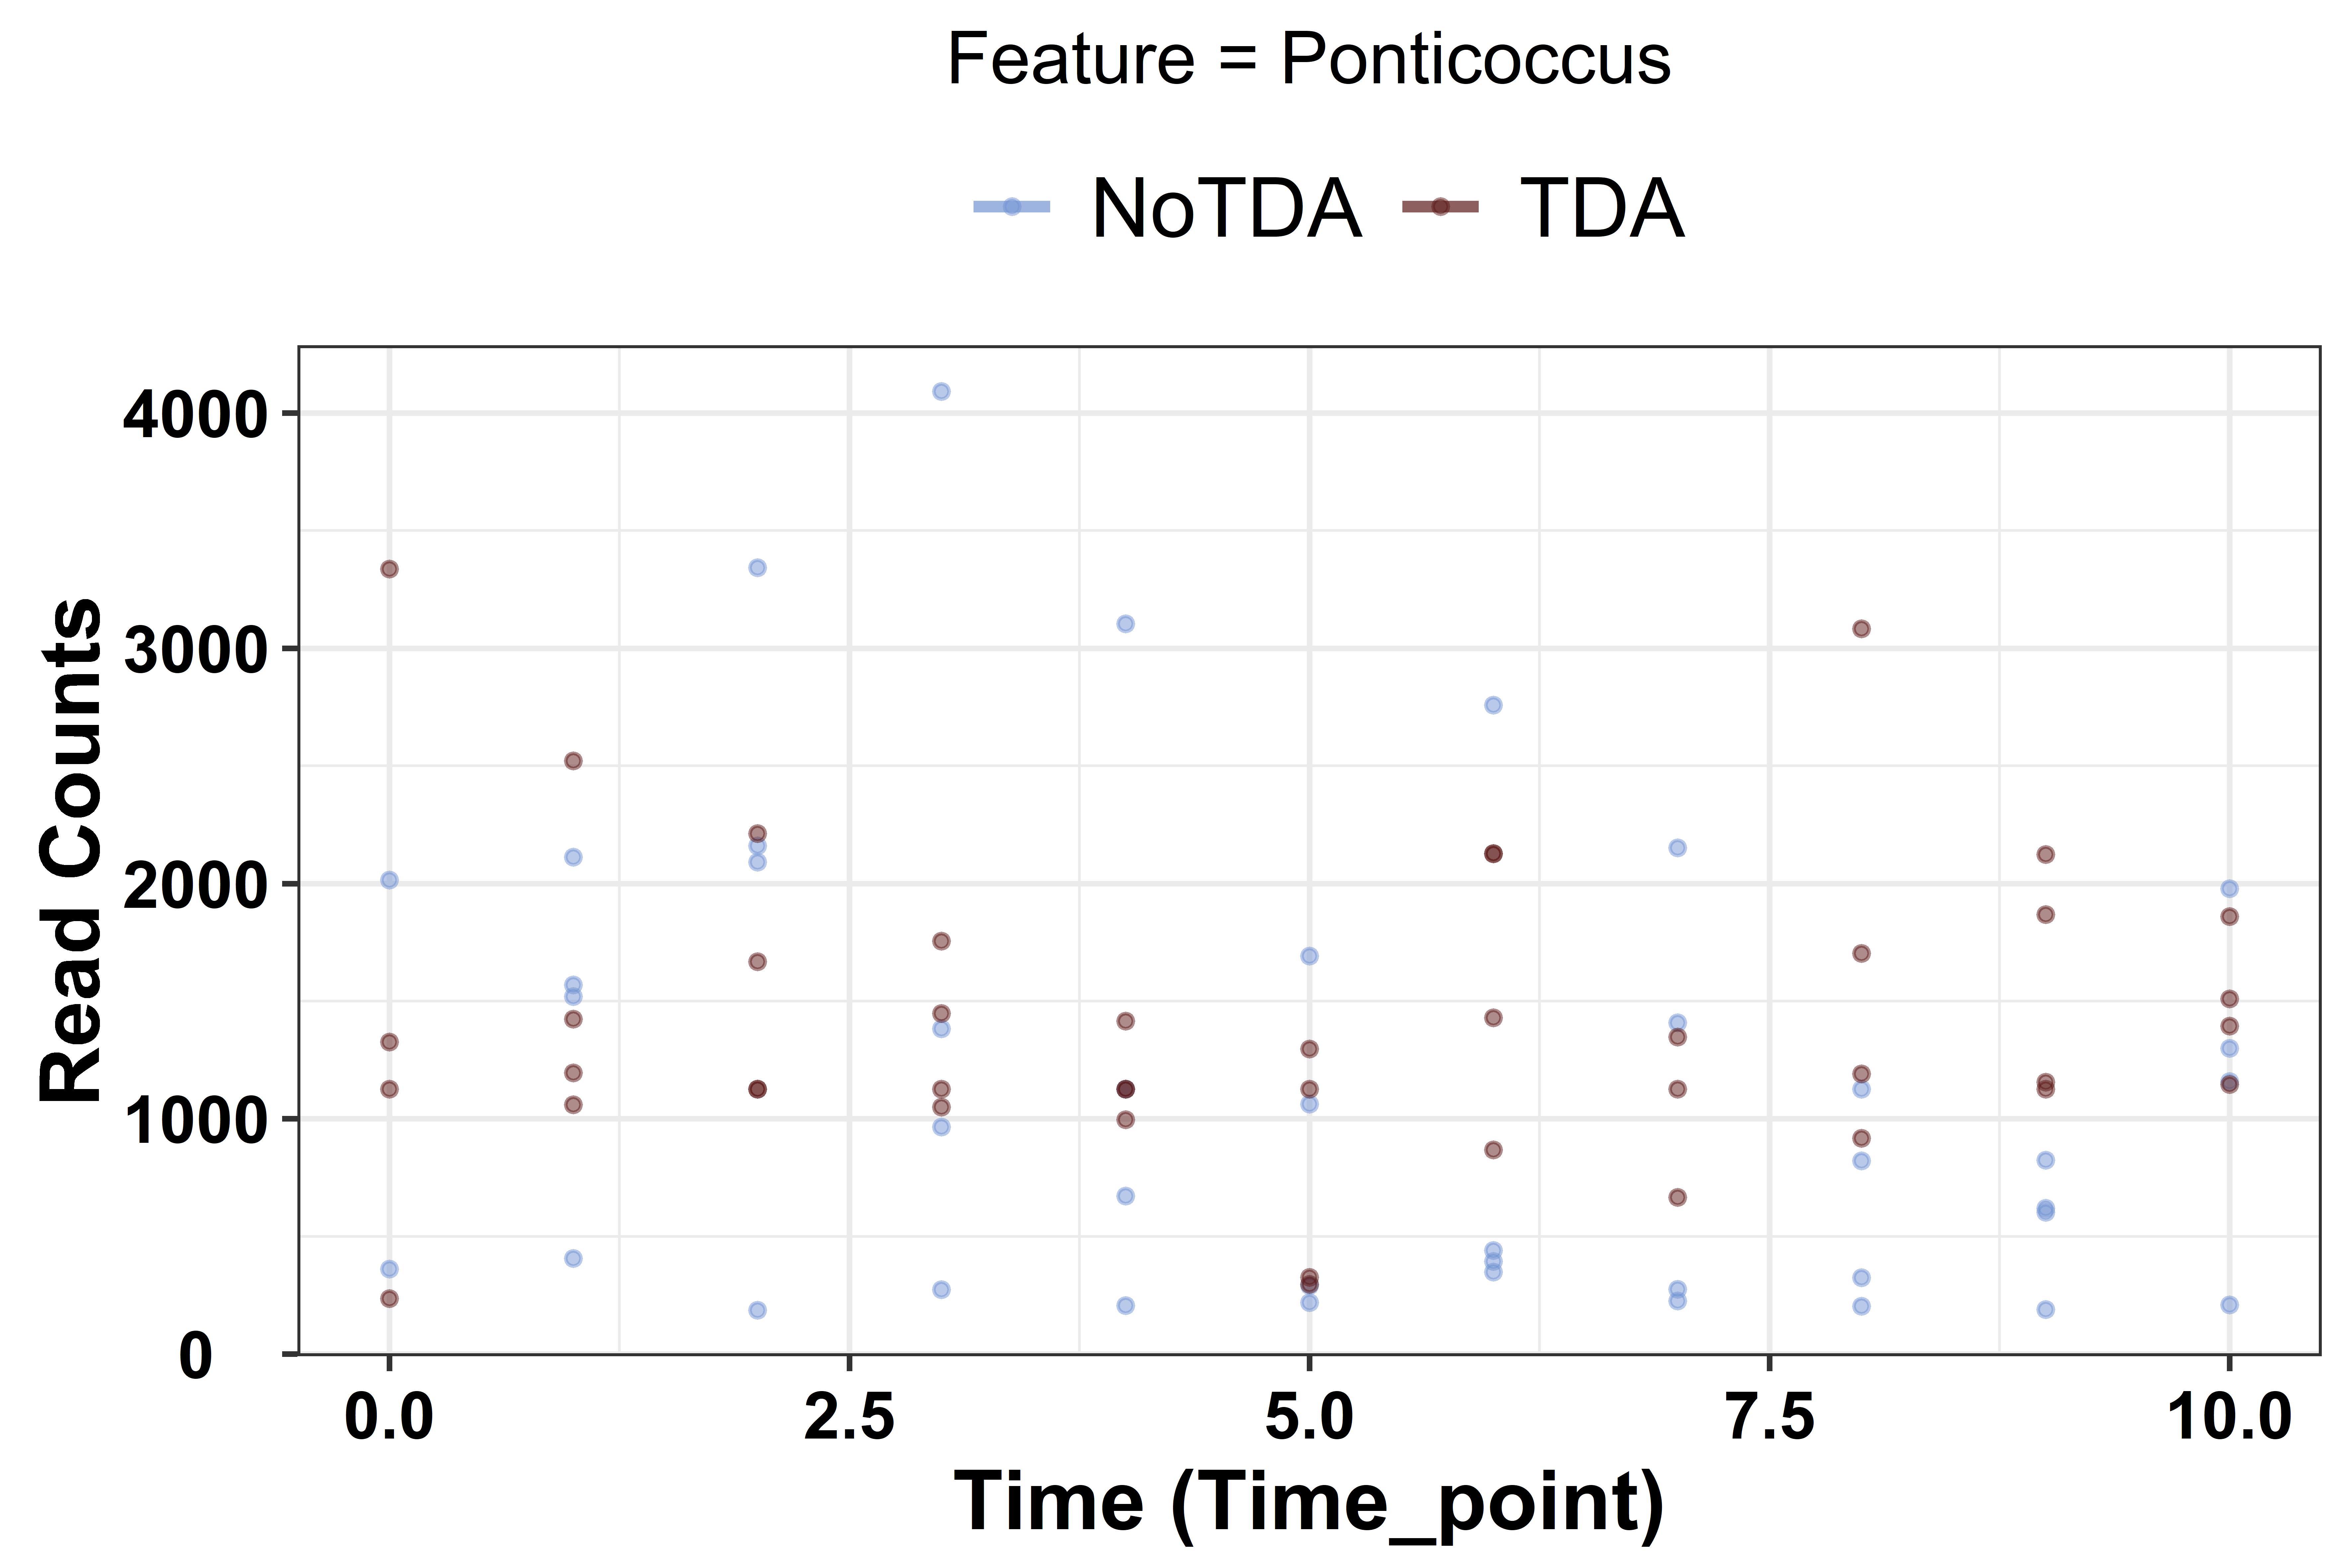 Feature = Ponticoccus
NoTDA TDA
Read Counts
4000
3000
2000
1000
0
0.0 2.5 5.0 7.5 10.0
Time (Time_point)